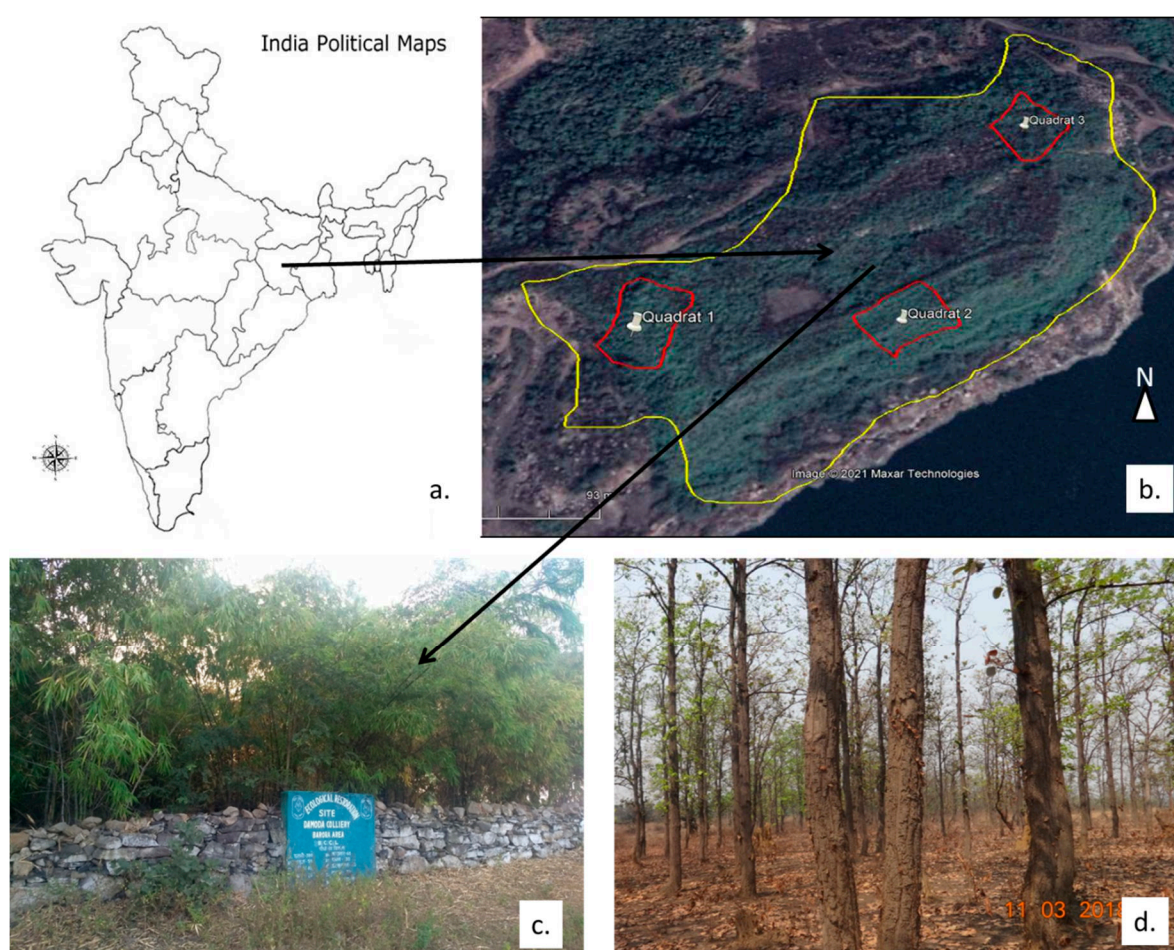 India Political Maps
a.
Quadrat 3
Quadrat 1
Quadrat 2
N
Image © 2021 Maxar Technologies
93 m
b.
ECOLOGICAL RESTORATION
SITE
DAMODA COLLIERY
BARORA AREA
c.
11 03 2018
d.